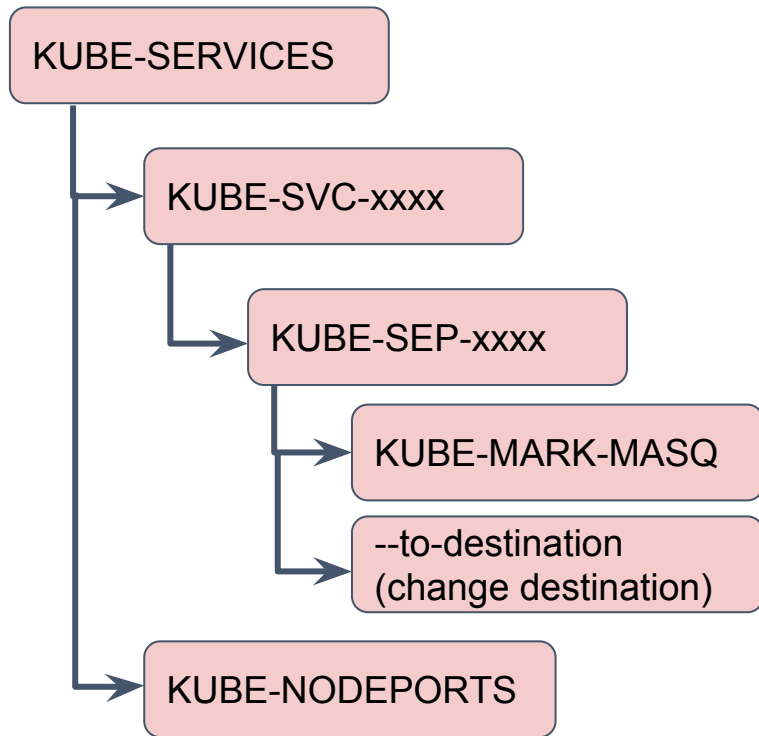 KUBE-SERVICES
KUBE-SVC-xxxx
KUBE-SEP-xxxx
KUBE-MARK-MASQ
--to-destination
(change destination)
KUBE-NODEPORTS